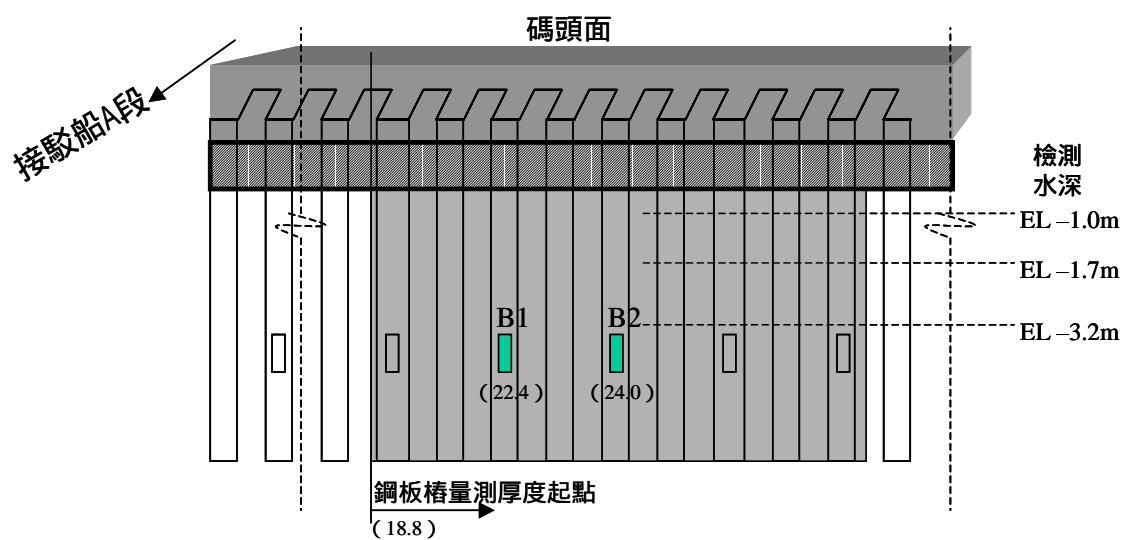 碼頭面
接駁船A段
檢測
水深
EL –1.0m
EL –1.7m
EL –3.2m
B1
B2
(22.4)
(24.0)
鋼板樁量測厚度起點
(18.8)